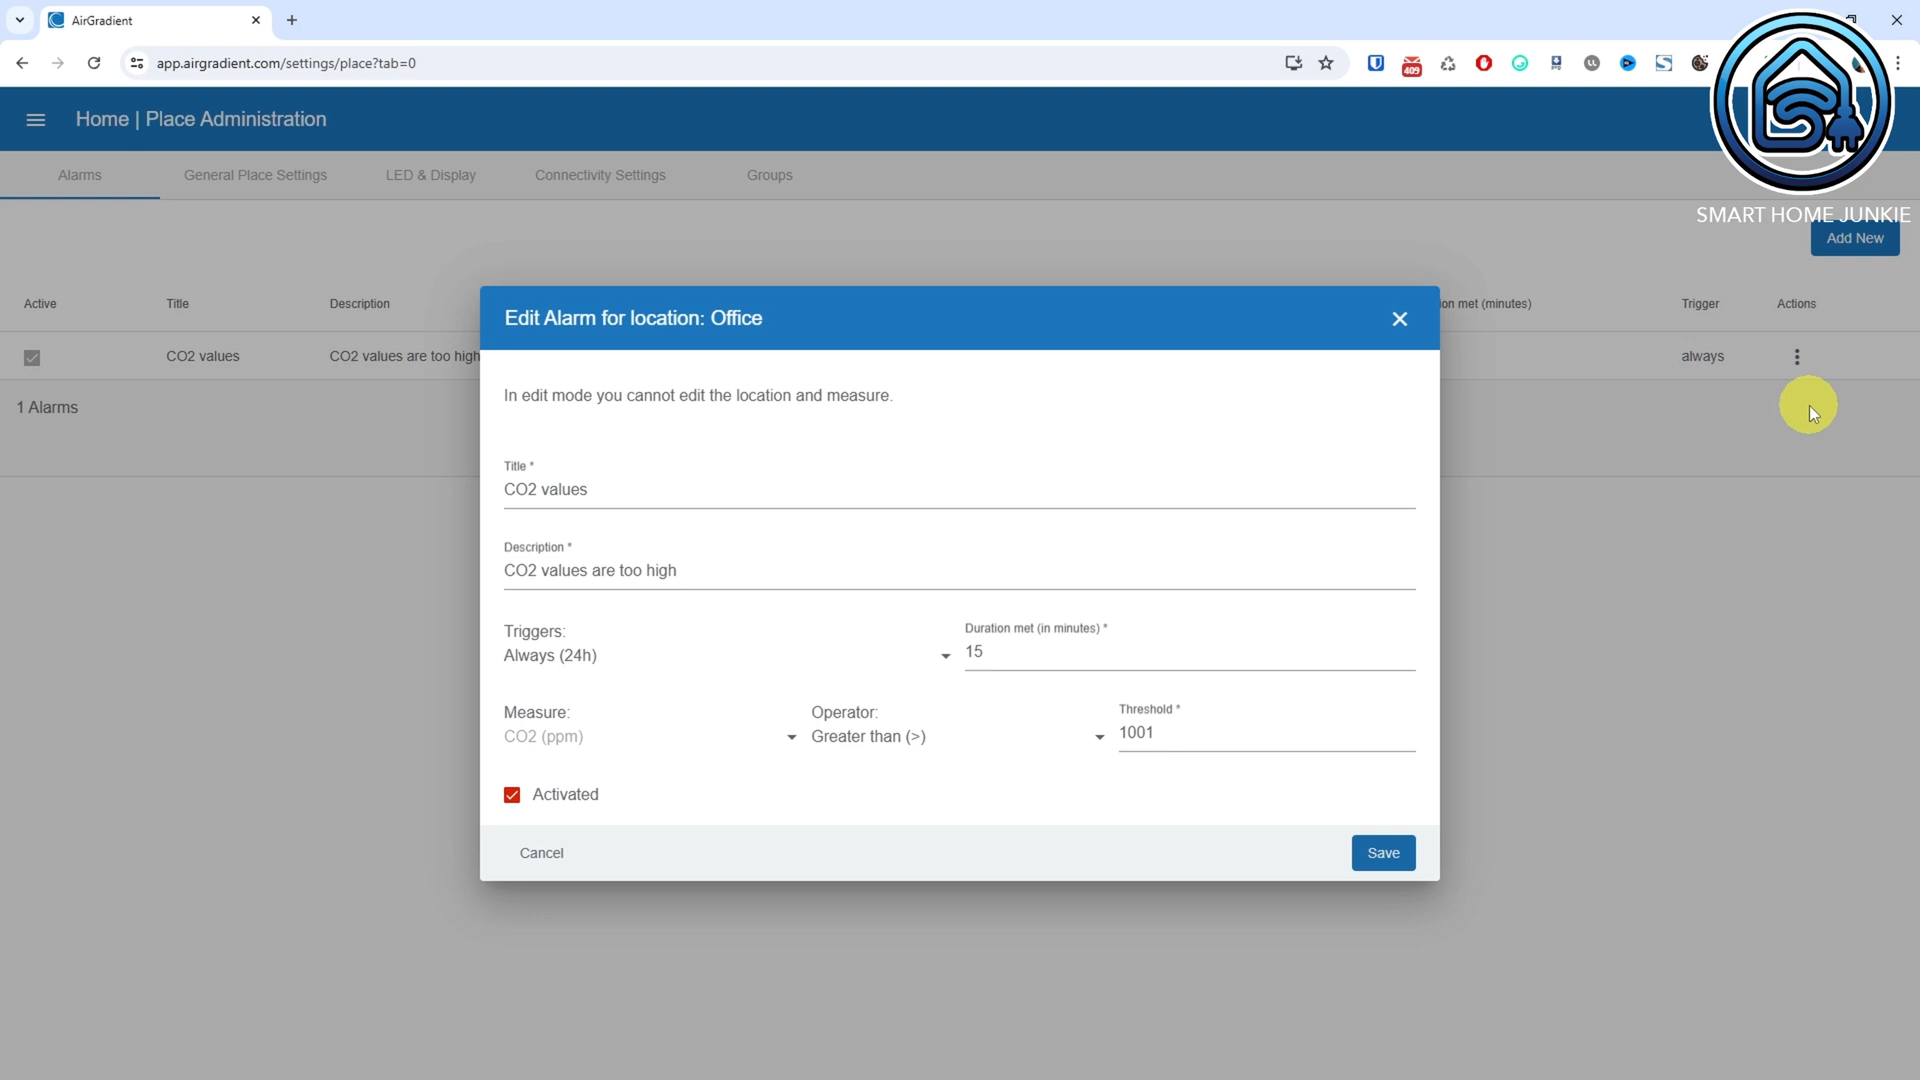 AirGradient
app.airgradient.com/settings/place?tab=0
409
Home | Place Administration
Alarms
General Place Settings
LED & Display
Connectivity Settings
Groups
SMART HOME JUNKIE
Add New
Active
Title
Description
ion met (minutes)
Trigger
Actions
CO2 values
CO2 values are too high
always
1 Alarms
Edit Alarm for location: Office
In edit mode you cannot edit the location and measure.
Title *
CO2 values
Description *
CO2 values are too high
Triggers:
Always (24h)
Duration met (in minutes) *
15
Measure:
CO2 (ppm)
Operator:
Greater than (>)
Threshold *
1001
Activated
Cancel
Save